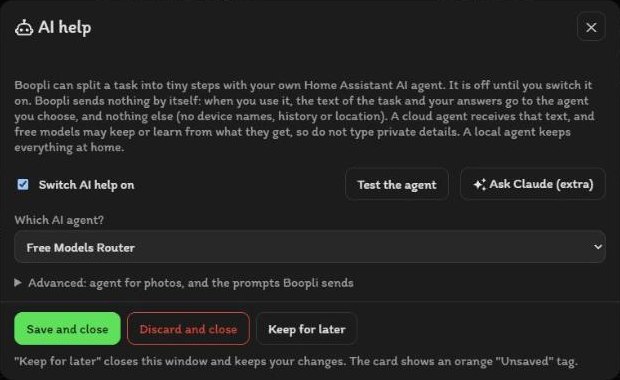 AI help
Boopli can split a task into tiny steps with your own Home Assistant AI agent. It is off until you switch it
on. Boopli sends nothing by itself: when you use it, the text of the task and your answers go to the agent
you choose, and nothing else (no device names, history or location). A cloud agent receives that text, and
free models may keep or learn from what they get, so do not type private details. A local agent keeps
everything at home.
Switch AI help on
Test the agent
Ask Claude (extra)
Which AI agent?
Free Models Router
Advanced: agent for photos, and the prompts Boopli sends
Save and close
Discard and close
Keep for later
"Keep for later" closes this window and keeps your changes. The card shows an orange "Unsaved" tag.